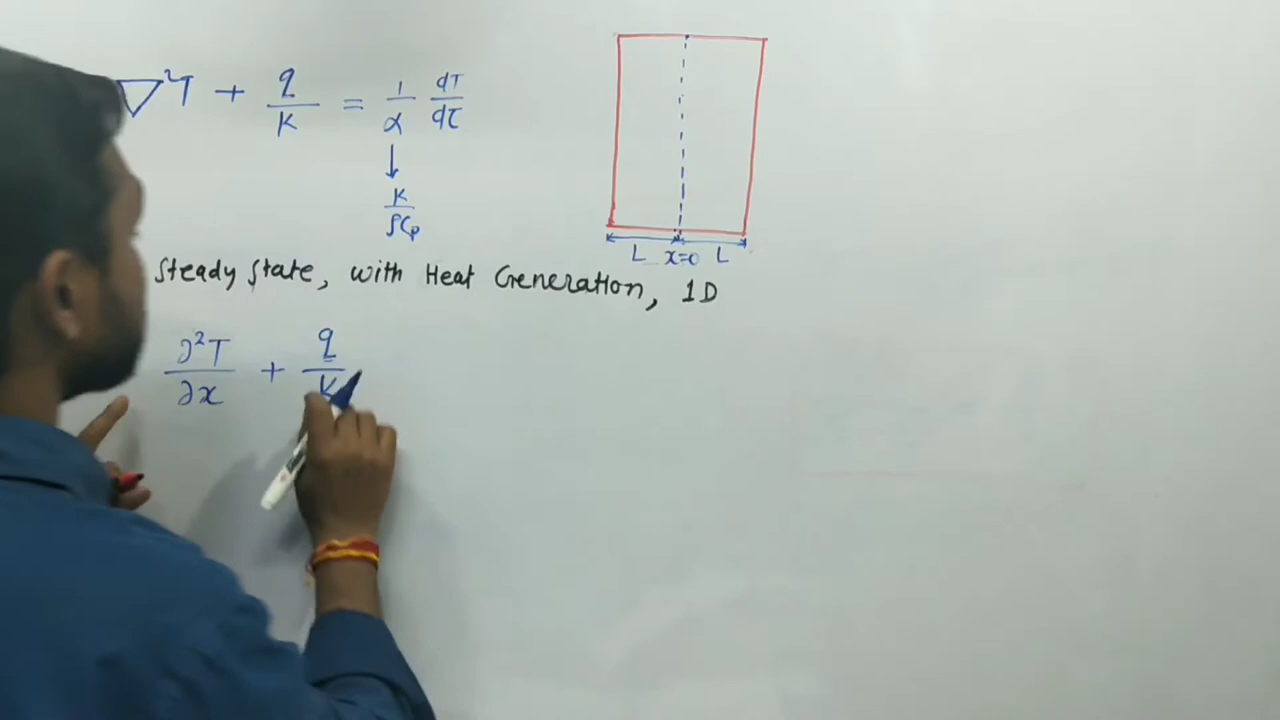 ∇²T + q/K = 1/α dT/dτ
↓
K/ρCp
L x=0 L
Steady State, with Heat Generation, 1D
∂²T/∂x + q/K